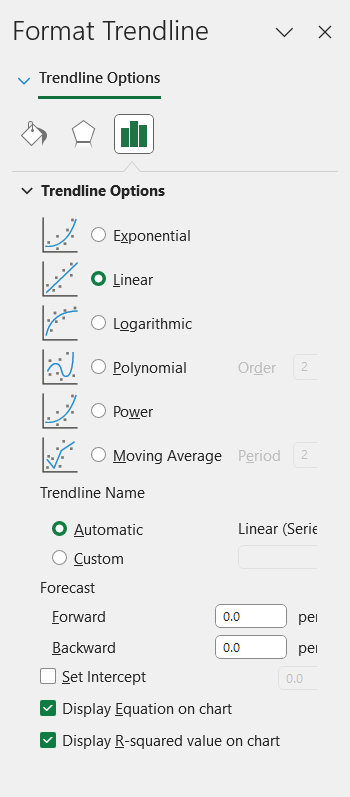 Format Trendline
Trendline Options
Trendline Options
Exponential
Linear
Logarithmic
Polynomial Order 2
Power
Moving Average Period 2
Trendline Name
Automatic Linear (Serie
Custom
Forecast
Forward 0.0 per
Backward 0.0 per
Set Intercept 0.0
Display Equation on chart
Display R-squared value on chart